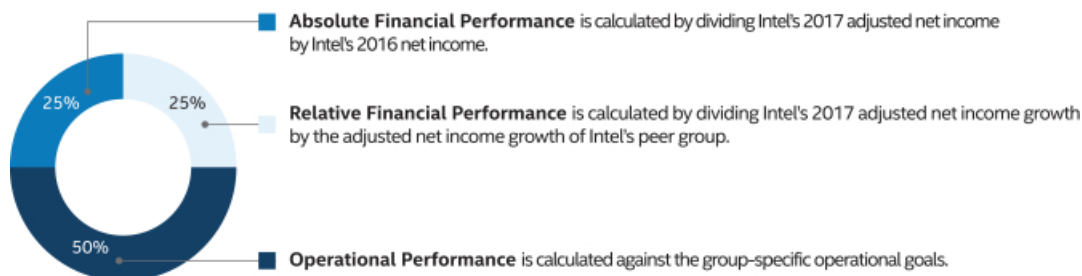 Absolute Financial Performance is calculated by dividing Intel's 2017 adjusted net income
by Intel's 2016 net income.
25%
25%
Relative Financial Performance is calculated by dividing Intel's 2017 adjusted net income growth
by the adjusted net income growth of Intel's peer group.
50%
Operational Performance is calculated against the group-specific operational goals.